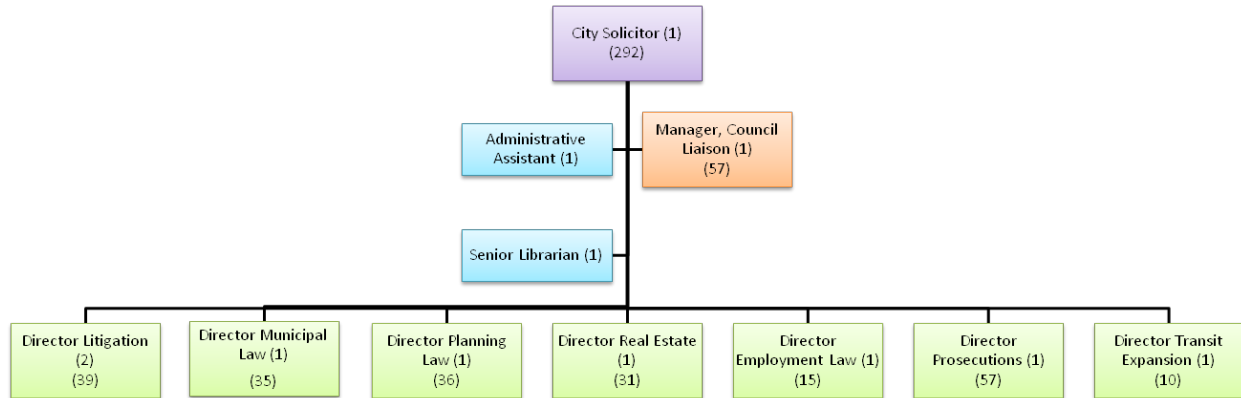 City Solicitor (1)
(292)
Administrative
Assistant (1)
Manager, Council
Liaison (1)
(57)
Senior Librarian (1)
Director Litigation
(2)
(39)
Director Municipal
Law (1)
(35)
Director Planning
Law (1)
(36)
Director Real Estate
(1)
(31)
Director
Employment Law (1)
(15)
Director
Prosecutions (1)
(57)
Director Transit
Expansion (1)
(10)